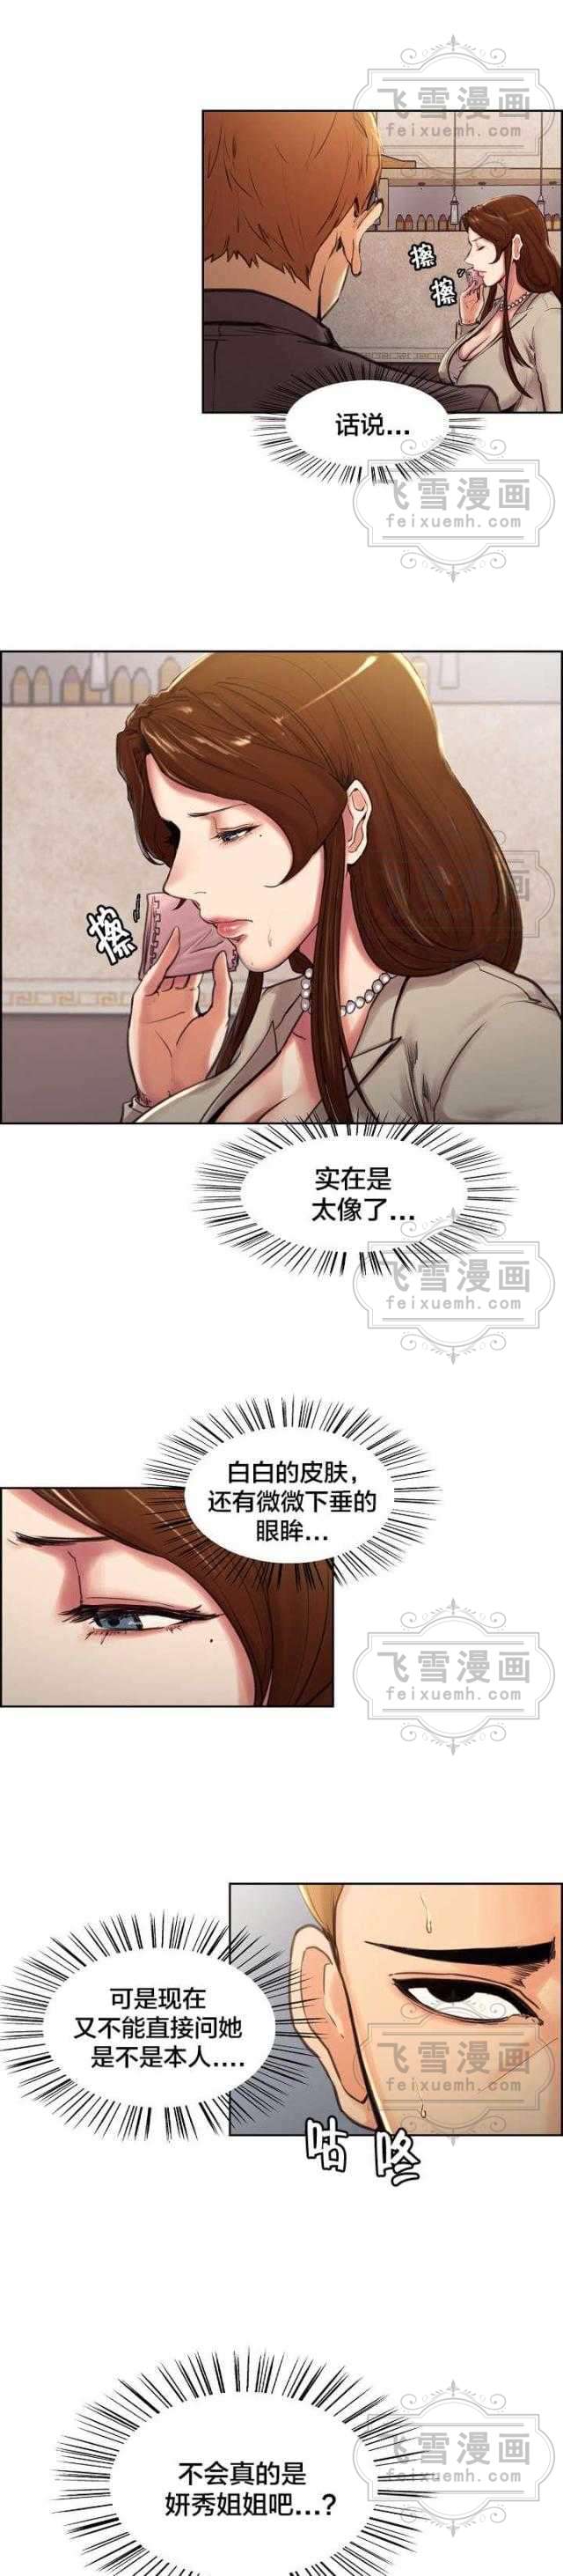 飞雪漫画
feixuemh.com
擦
擦
话说...
飞雪漫画
feixuemh.com
擦
实在是
太像了...
飞雪漫画
feixuemh.com
白白的皮肤，
还有微微下垂的
眼眸...
飞雪漫画
feixuemh.com
可是现在
又不能直接问她
是不是本人....
飞雪漫画
feixuemh.com
咕咚
不会真的是
妍秀姐姐吧...?
飞雪漫画
feixuemh.com